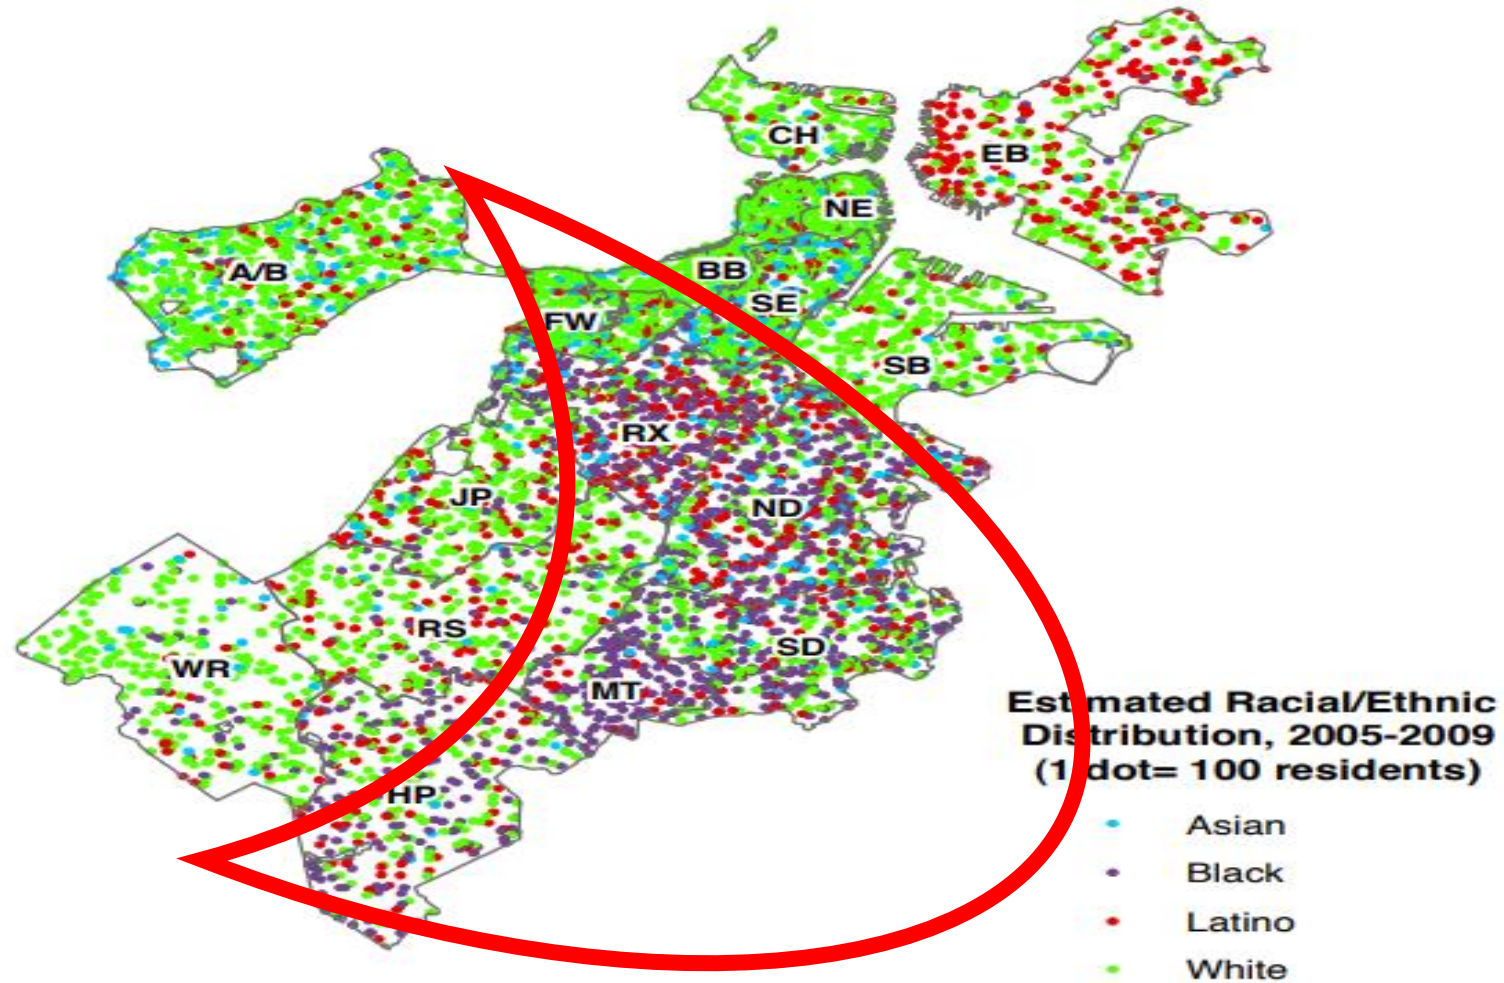 CH
EB
NE
A/B
BB
SE
FW
SB
RX
JP
ND
RS
SD
WR
MT
HP
Estimated Racial/Ethnic
Distribution, 2005-2009
(1 dot= 100 residents)
Asian
Black
Latino
White